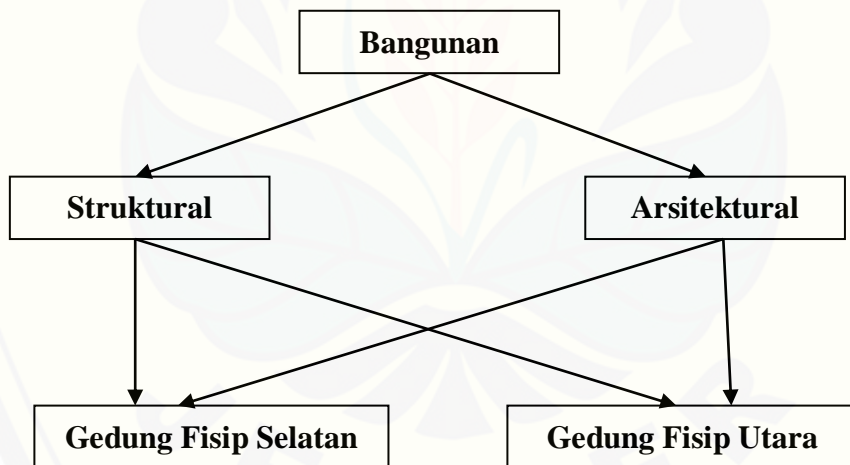 Bangunan
Struktural
Arsitektural
Gedung Fisip Selatan
Gedung Fisip Utara